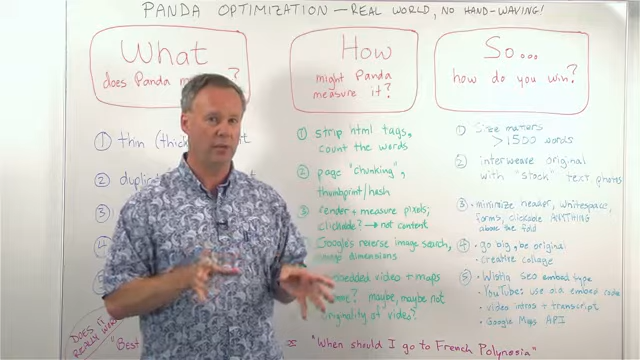 PANDA OPTIMIZATION – REAL WORLD, NO HAND-WAVING!
What
does Panda m ?
① thin (thick
② duplic
③
④
DOES IT
REALLY WORK
"Best
How
might Panda
measure it?
① strip html tags,
count the words
② page "chunking",
thumbprint/hash
③ render + measure pixels;
clickable? → not content
Google's reverse image search,
image dimensions
embedded video + maps
maybe, maybe not
originality of video?
So...
how do you win?
① Size matters
>1500 words
② interweave original
with "stock" text, photos
③ • minimize header, whitespace,
forms, clickable ANYTHING
above the fold
④ • go big, be original
• creative collage
⑤ • Wistia SEO embed type
• YouTube: use old embed code
• video intros + transcript
• Google Maps API
"When should I go to French Polynesia